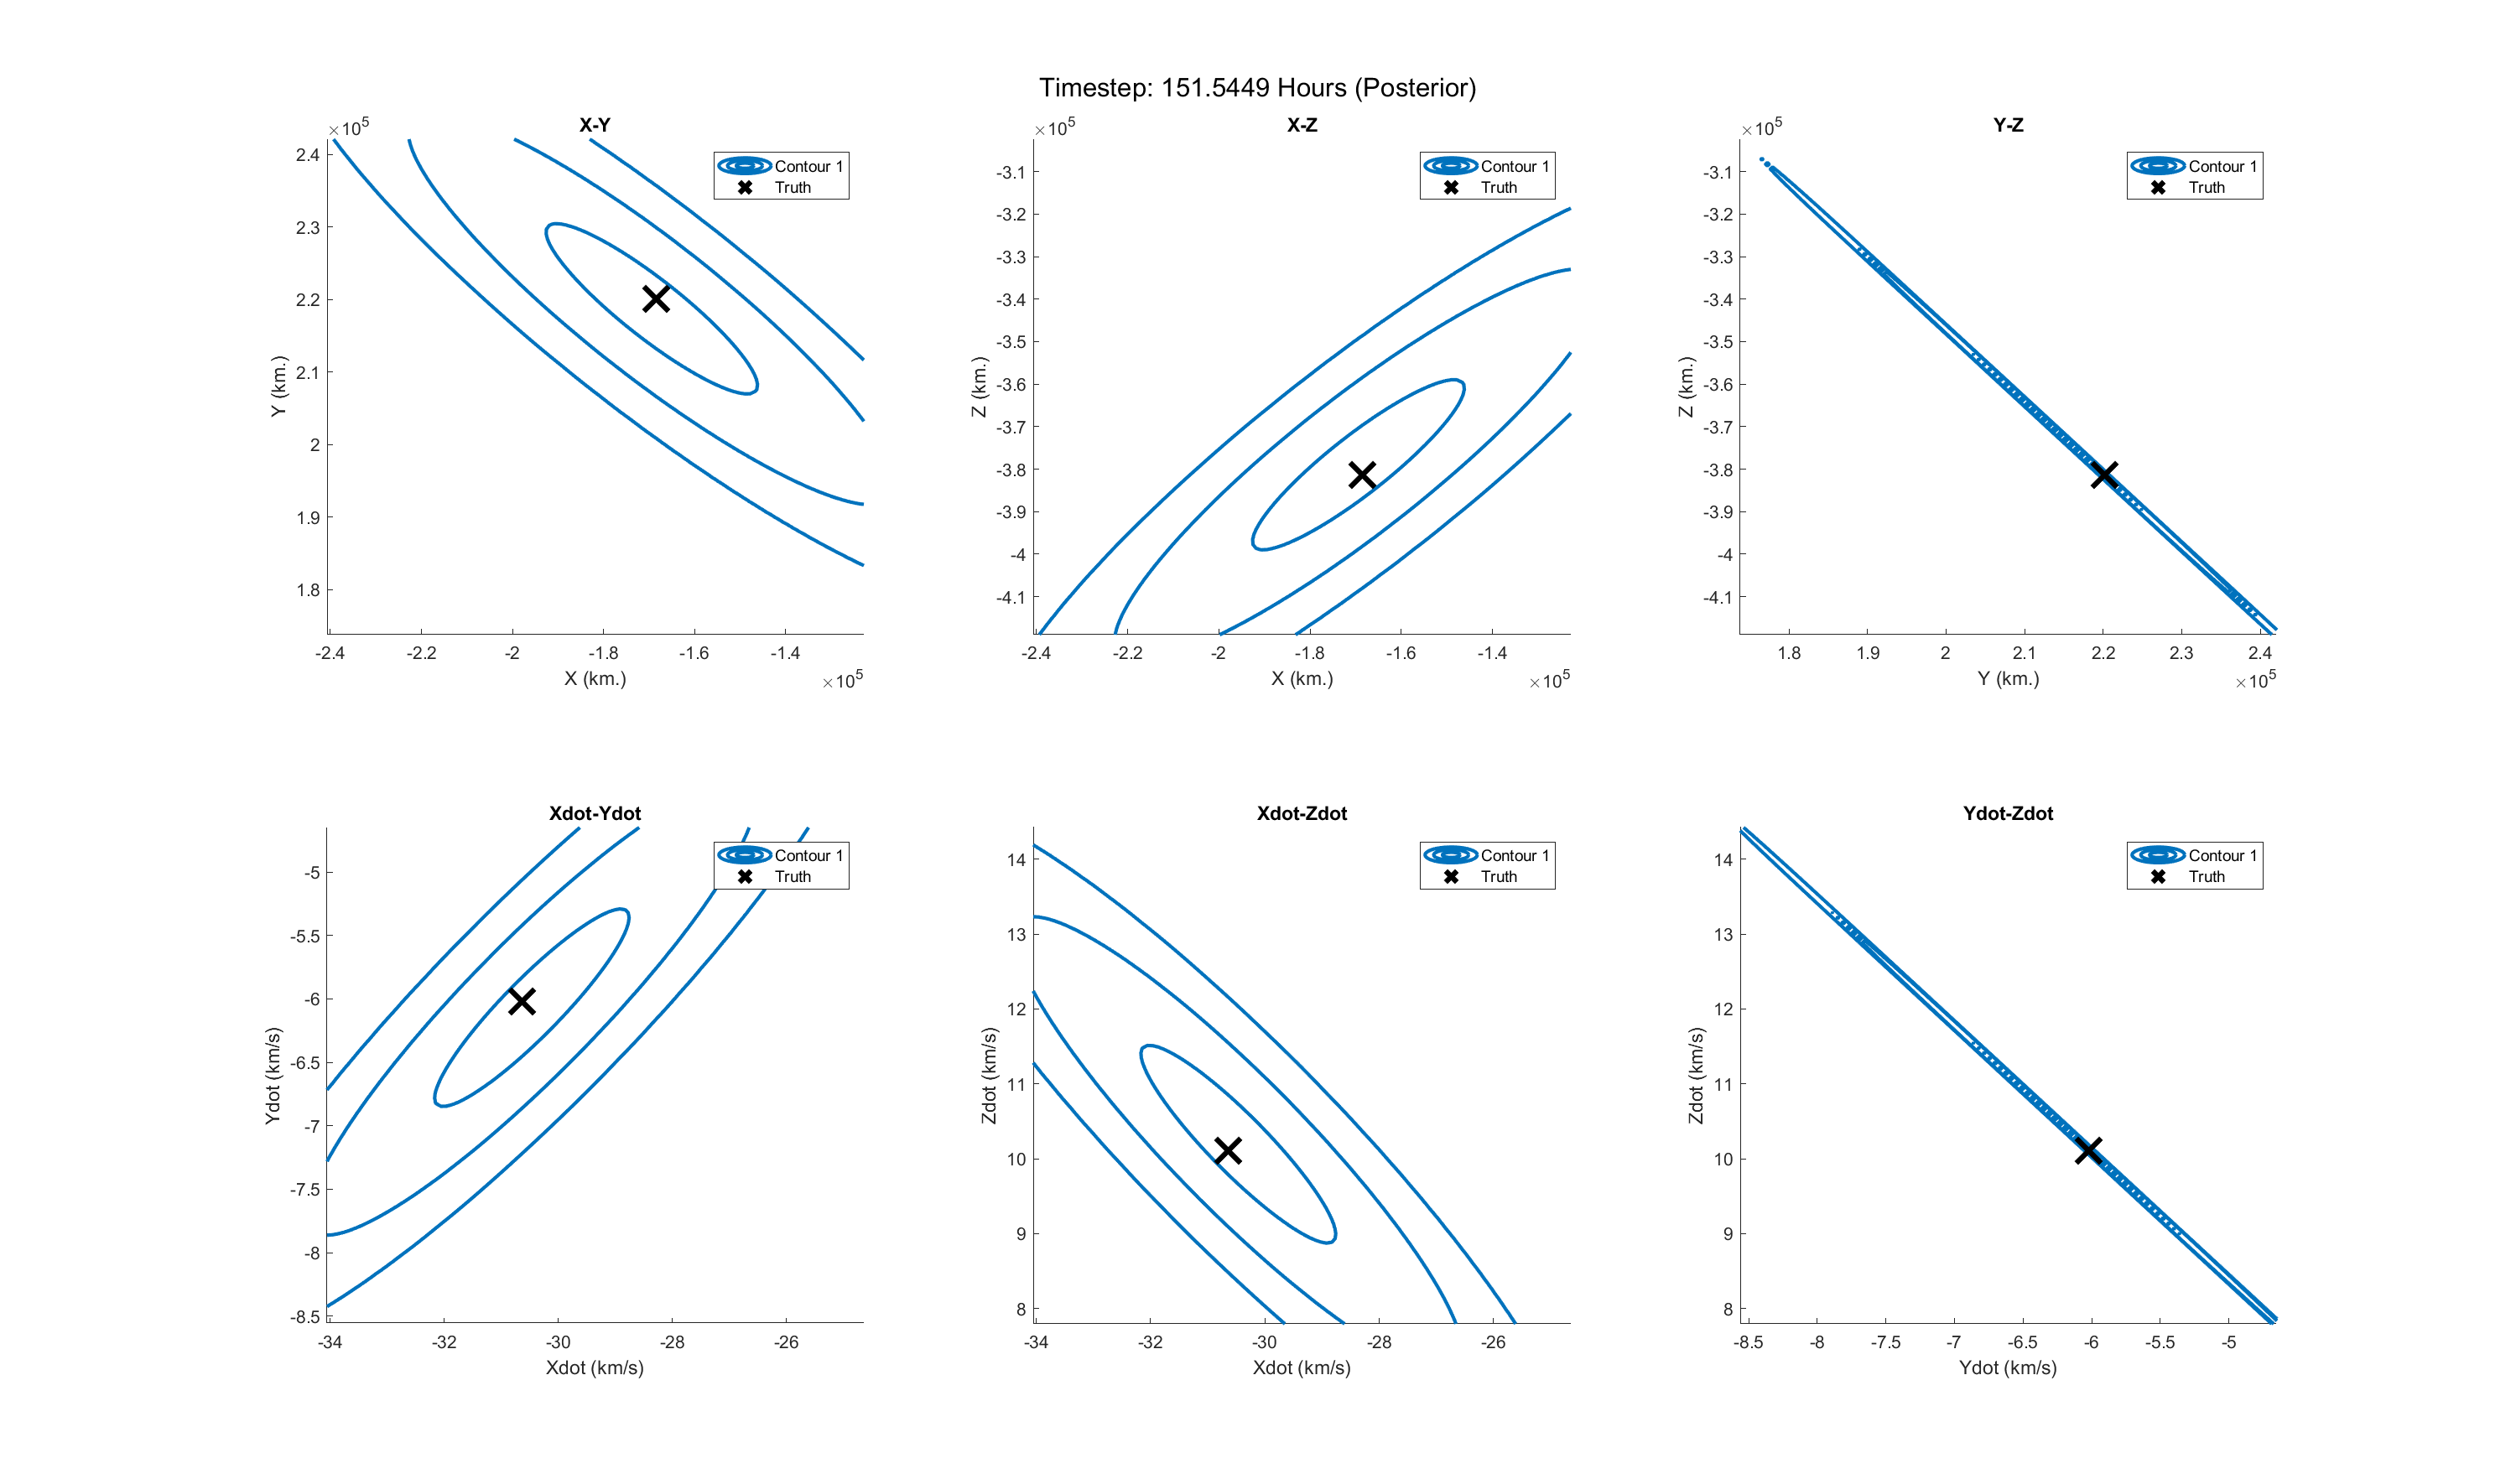 Timestep: 151.5449 Hours (Posterior)
X-Y
×10^5
2.4
2.3
2.2
2.1
2
1.9
1.8
Y (km.)
-2.4 -2.2 -2 -1.8 -1.6 -1.4
X (km.)
×10^5
Contour 1
Truth
X-Z
×10^5
-3.1
-3.2
-3.3
-3.4
-3.5
-3.6
-3.7
-3.8
-3.9
-4
-4.1
Z (km.)
-2.4 -2.2 -2 -1.8 -1.6 -1.4
X (km.)
×10^5
Contour 1
Truth
Y-Z
×10^5
-3.1
-3.2
-3.3
-3.4
-3.5
-3.6
-3.7
-3.8
-3.9
-4
-4.1
Z (km.)
1.8 1.9 2 2.1 2.2 2.3 2.4
Y (km.)
×10^5
Contour 1
Truth
Xdot-Ydot
-5
-5.5
-6
-6.5
-7
-7.5
-8
-8.5
Ydot (km/s)
-34 -32 -30 -28 -26
Xdot (km/s)
Contour 1
Truth
Xdot-Zdot
14
13
12
11
10
9
8
Zdot (km/s)
-34 -32 -30 -28 -26
Xdot (km/s)
Contour 1
Truth
Ydot-Zdot
14
13
12
11
10
9
8
Zdot (km/s)
-8.5 -8 -7.5 -7 -6.5 -6 -5.5 -5
Ydot (km/s)
Contour 1
Truth